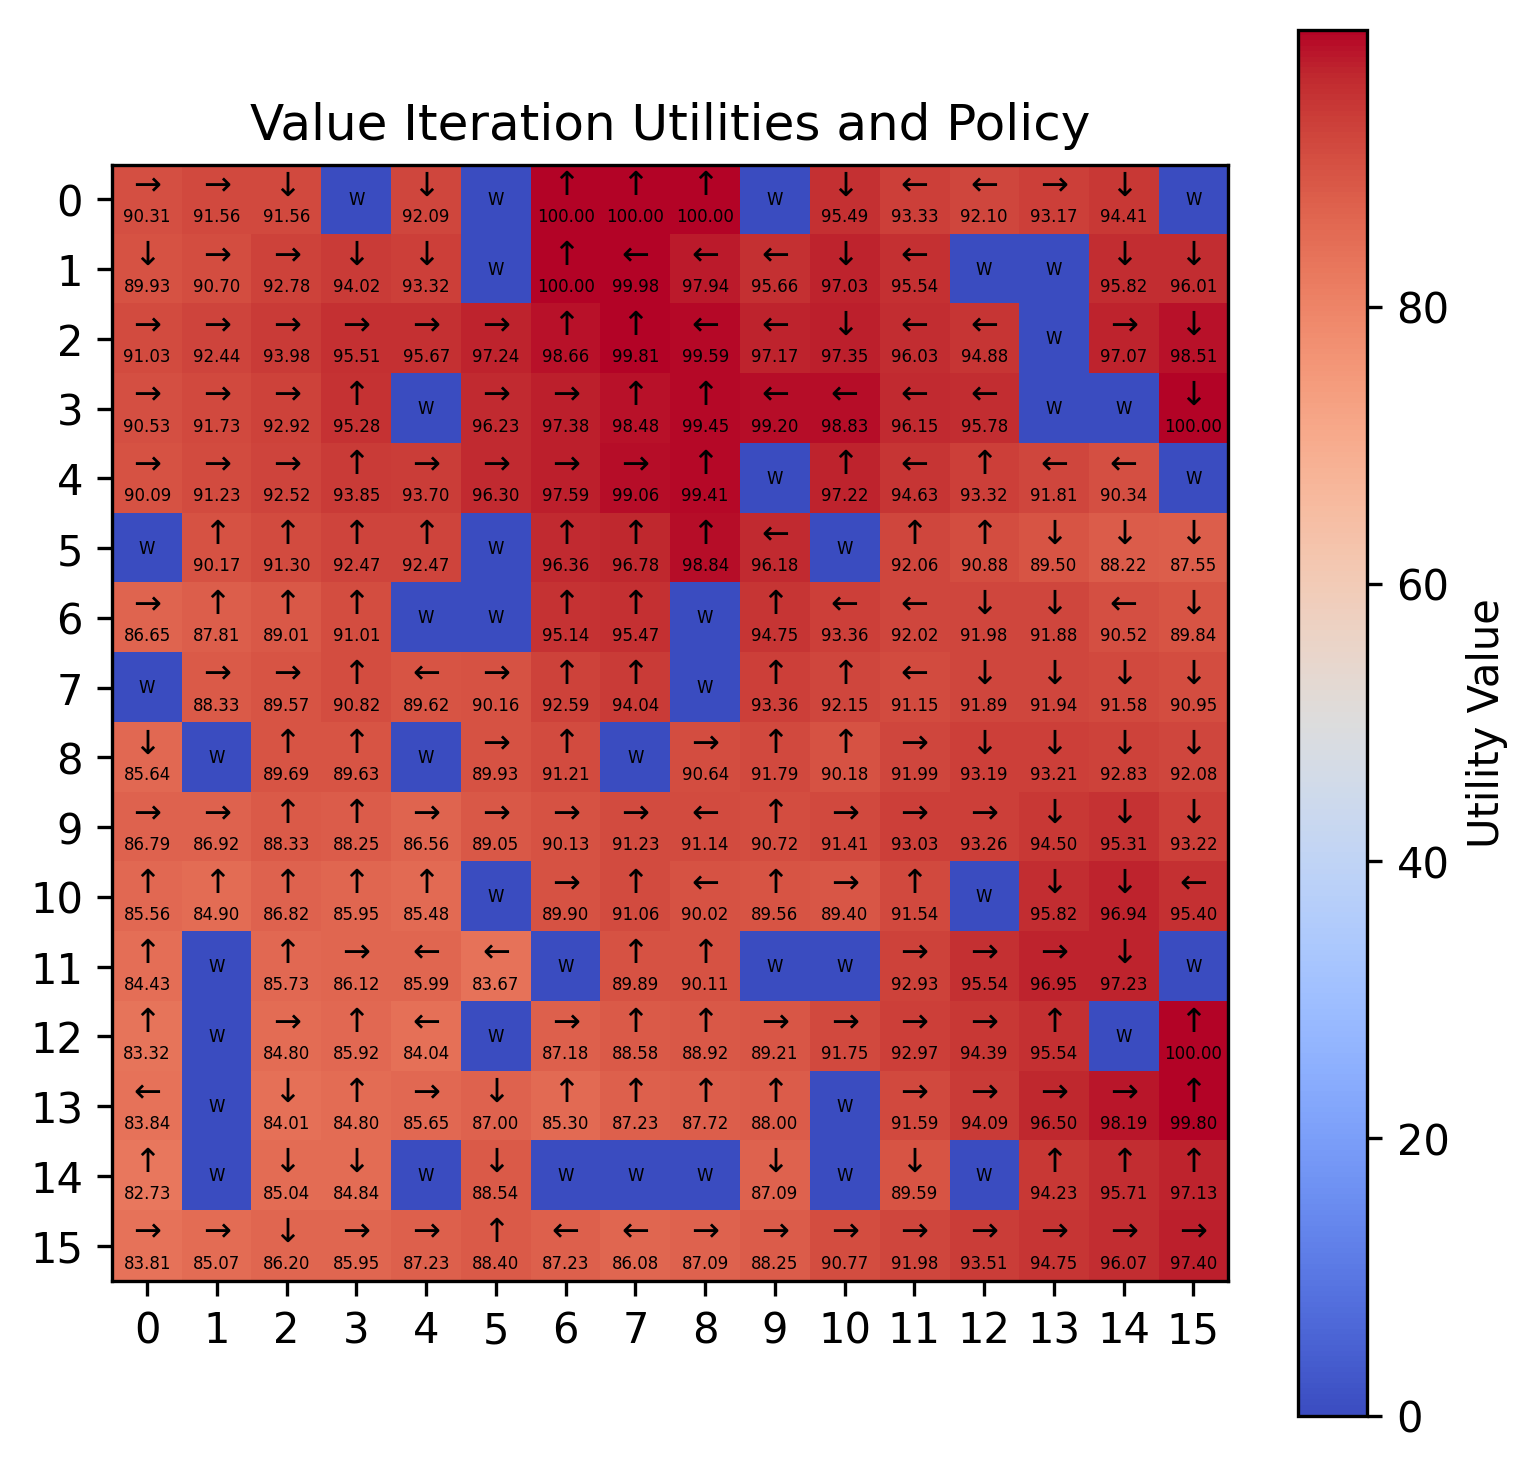 Value Iteration Utilities and Policy
0 → → ↓ W ↓ W ↑ ↑ ↑ W ↓ ← ← → ↓ W
90.31 91.56 91.56 92.09 100.00 100.00 100.00 95.49 93.33 92.10 93.17 94.41
1 ↓ → → ↓ ↓ W ↑ ← ← ← ↓ ← W W ↓ ↓
89.93 90.70 92.78 94.02 93.32 100.00 99.98 97.94 95.66 97.03 95.54 95.82 96.01
2 → → → → → → ↑ ↑ ← ← ↓ ← ← W → ↓
91.03 92.44 93.98 95.51 95.67 97.24 98.66 99.81 99.59 97.17 97.35 96.03 94.88 97.07 98.51
3 → → → ↑ W → → ↑ ↑ ← ← ← ← W W ↓
90.53 91.73 92.92 95.28 96.23 97.38 98.48 99.45 99.20 98.83 96.15 95.78 100.00
4 → → → ↑ → → → → ↑ W ↑ ← ↑ ← ← W
90.09 91.23 92.52 93.85 93.70 96.30 97.59 99.06 99.41 97.22 94.63 93.32 91.81 90.34
5 W ↑ ↑ ↑ ↑ W ↑ ↑ ↑ ← W ↑ ↑ ↓ ↓ ↓
90.17 91.30 92.47 92.47 96.36 96.78 98.84 96.18 92.06 90.88 89.50 88.22 87.55
6 → ↑ ↑ ↑ W W ↑ ↑ W ↑ ← ← ↓ ↓ ← ↓
86.65 87.81 89.01 91.01 95.14 95.47 94.75 93.36 92.02 91.98 91.88 90.52 89.84
7 W → → ↑ ← → ↑ ↑ W ↑ ↑ ← ↓ ↓ ↓ ↓
88.33 89.57 90.82 89.62 90.16 92.59 94.04 93.36 92.15 91.15 91.89 91.94 91.58 90.95
8 ↓ W ↑ ↑ W → ↑ W → ↑ ↑ → ↓ ↓ ↓ ↓
85.64 89.69 89.63 89.93 91.21 90.64 91.79 90.18 91.99 93.19 93.21 92.83 92.08
9 → → ↑ ↑ → → → → ← ↑ → → → ↓ ↓ ↓
86.79 86.92 88.33 88.25 86.56 89.05 90.13 91.23 91.14 90.72 91.41 93.03 93.26 94.50 95.31 93.22
10 ↑ ↑ ↑ ↑ ↑ W → ↑ ← ↑ → ↑ W ↓ ↓ ←
85.56 84.90 86.82 85.95 85.48 89.90 91.06 90.02 89.56 89.40 91.54 95.82 96.94 95.40
11 ↑ W ↑ → ← ← W ↑ ↑ W W → → → ↓ W
84.43 85.73 86.12 85.99 83.67 89.89 90.11 92.93 95.54 96.95 97.23
12 ↑ W → ↑ ← W → ↑ ↑ → → → → ↑ W ↑
83.32 84.80 85.92 84.04 87.18 88.58 88.92 89.21 91.75 92.97 94.39 95.54 100.00
13 ← W ↓ ↑ → ↓ ↑ ↑ ↑ ↑ W → → → → ↑
83.84 84.01 84.80 85.65 87.00 85.30 87.23 87.72 88.00 91.59 94.09 96.50 98.19 99.80
14 ↑ W ↓ ↓ W ↓ W W W ↓ W ↓ W ↑ ↑ ↑
82.73 85.04 84.84 88.54 87.09 89.59 94.23 95.71 97.13
15 → → ↓ → → ↑ ← ← → → → → → → → →
83.81 85.07 86.20 85.95 87.23 88.40 87.23 86.08 87.09 88.25 90.77 91.98 93.51 94.75 96.07 97.40
0 1 2 3 4 5 6 7 8 9 10 11 12 13 14 15
80
60
40
20
0
Utility Value